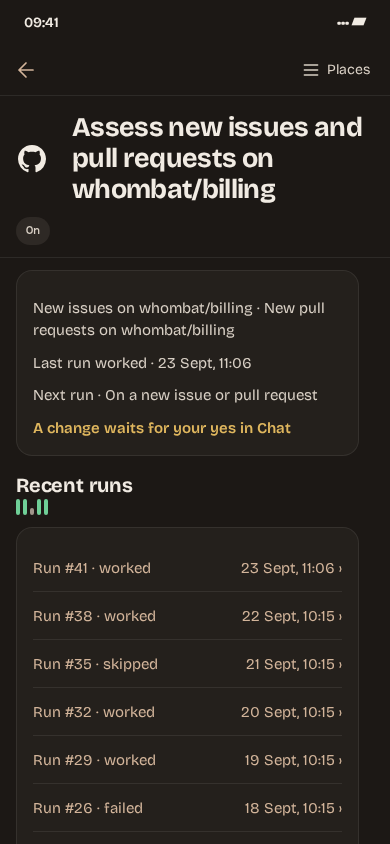 09:41
Places
Assess new issues and
pull requests on
whombat/billing
On
New issues on whombat/billing · New pull
requests on whombat/billing
Last run worked · 23 Sept, 11:06
Next run · On a new issue or pull request
A change waits for your yes in Chat
Recent runs
Run #41 · worked 23 Sept, 11:06 ›
Run #38 · worked 22 Sept, 10:15 ›
Run #35 · skipped 21 Sept, 10:15 ›
Run #32 · worked 20 Sept, 10:15 ›
Run #29 · worked 19 Sept, 10:15 ›
Run #26 · failed 18 Sept, 10:15 ›